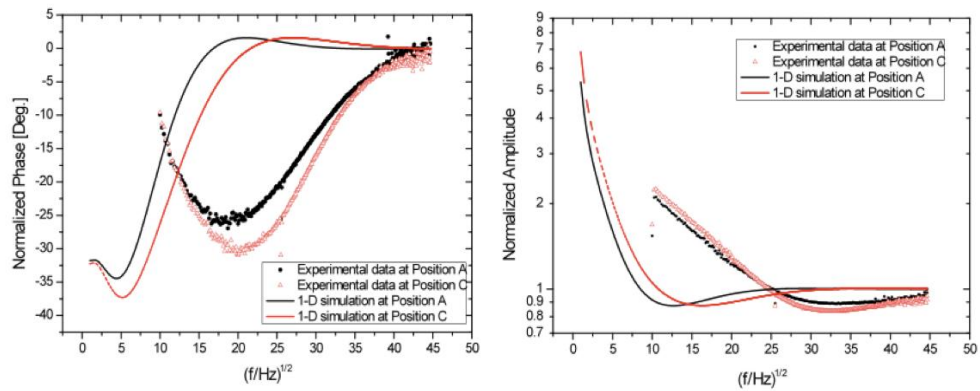 5
0
-5
-10
-15
-20
-25
-30
-35
-40
Normalized Phase [Deg.]
Experimental data at Position A
Experimental data at Position C
1-D simulation at Position A
1-D simulation at Position C
0 5 10 15 20 25 30 35 40 45 50
(f/Hz)^1/2
9
8
7
6
5
4
3
2
1
0.9
0.8
0.7
Normalized Amplitude
Experimental data at Position A
Experimental data at Position C
1-D simulation at Position A
1-D simulation at Position C
0 5 10 15 20 25 30 35 40 45 50
(f/Hz)^1/2